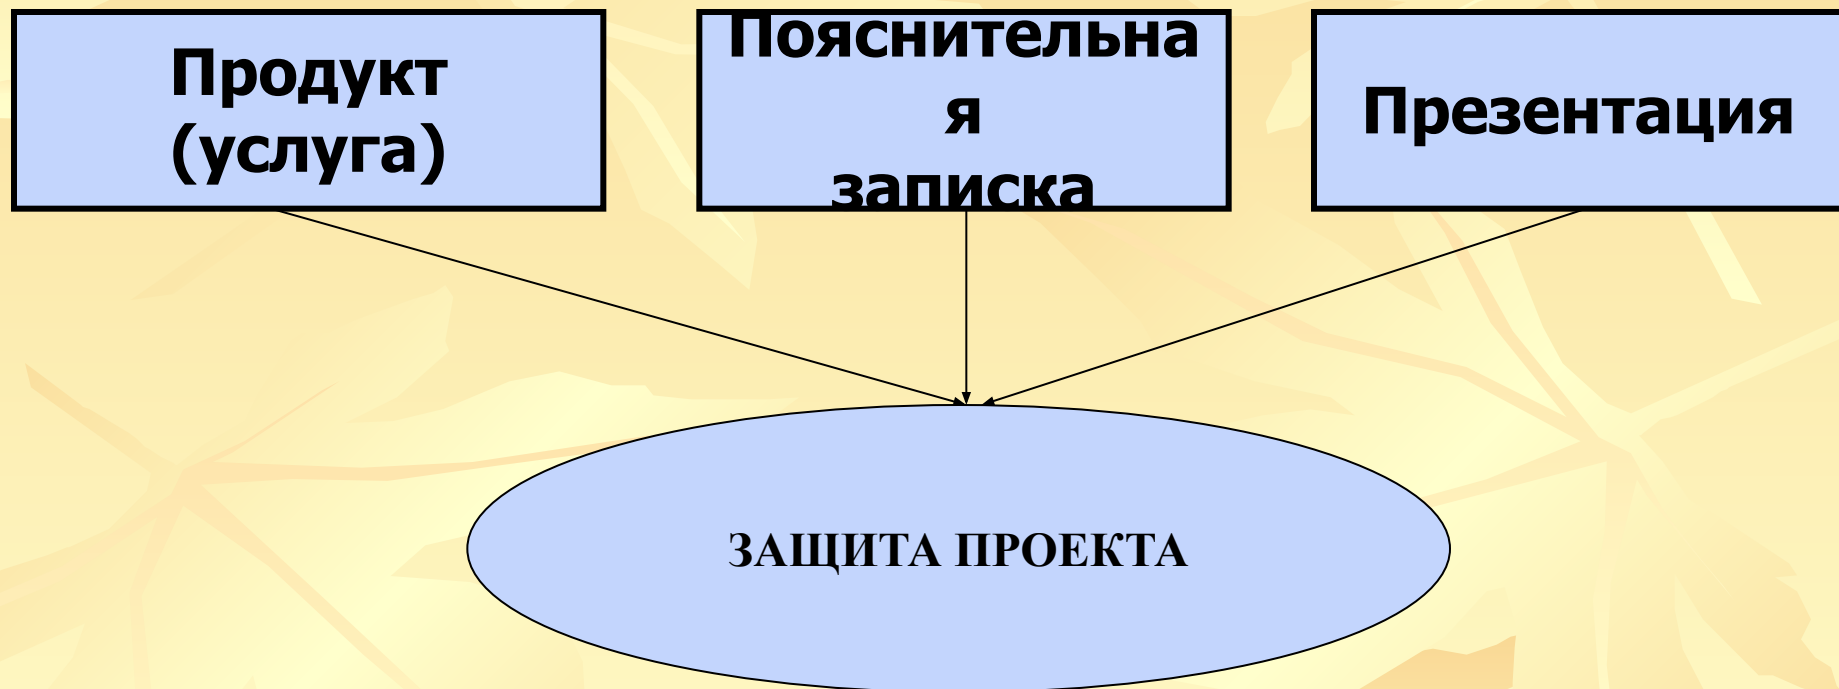 Продукт
(услуга)
Пояснительна
я
записка
Презентация
ЗАЩИТА ПРОЕКТА